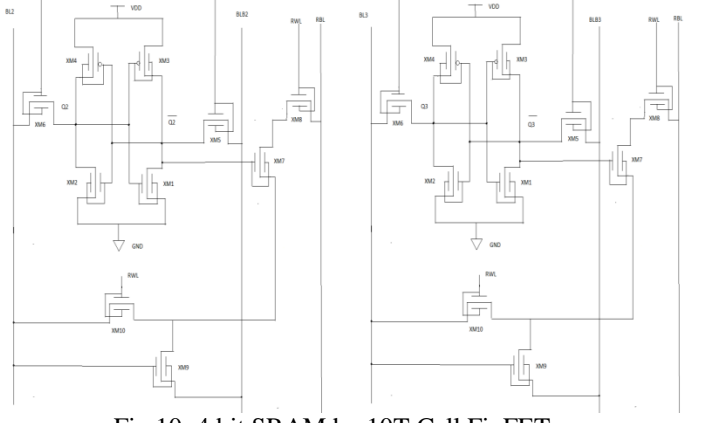 BL2
VDD
BLB2
RWL
RBL
XM4
XM3
XM6
Q2
Q2
XM5
XM8
XM7
XM2
XM1
GND
RWL
XM10
XM9
BL3
VDD
BLB3
RWL
RBL
XM4
XM3
XM6
Q3
Q3
XM5
XM8
XM7
XM2
XM1
GND
RWL
XM10
XM9
Fig 10. 4 bit SRAM by 10T Cell FinFET